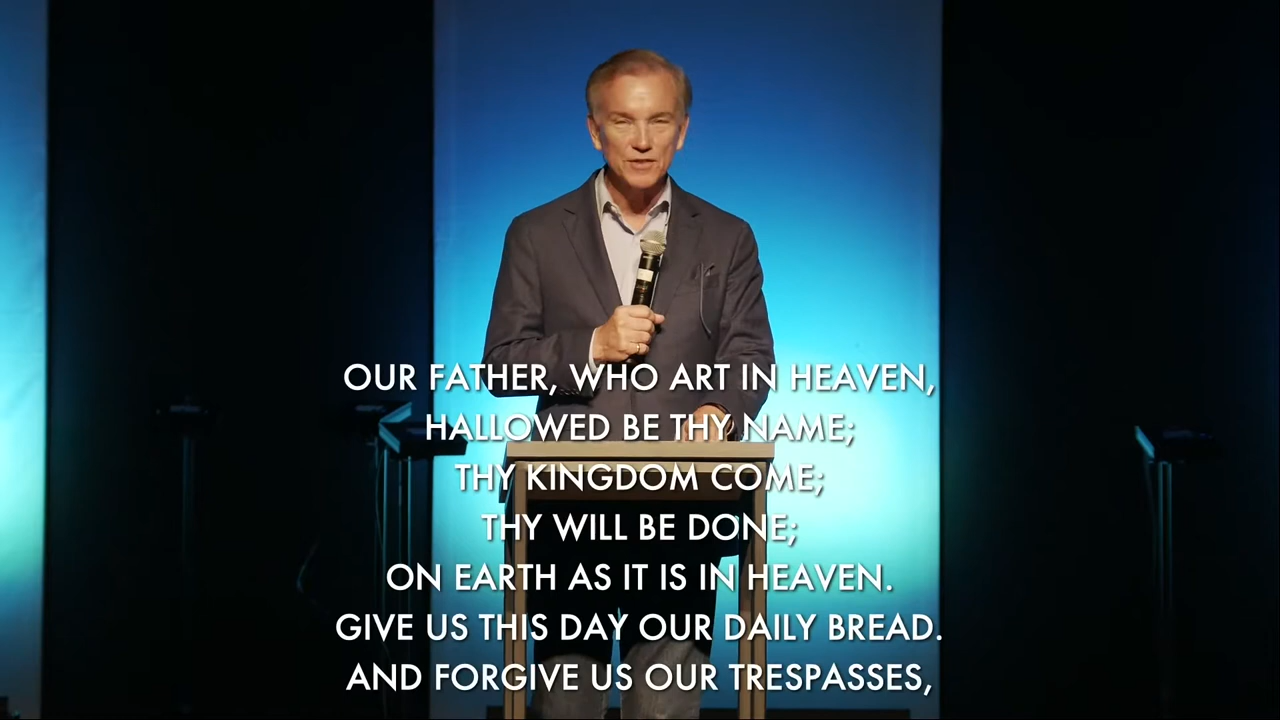 OUR FATHER, WHO ART IN HEAVEN,
HALLOWED BE THY NAME;
THY KINGDOM COME;
THY WILL BE DONE;
ON EARTH AS IT IS IN HEAVEN.
GIVE US THIS DAY OUR DAILY BREAD.
AND FORGIVE US OUR TRESPASSES,